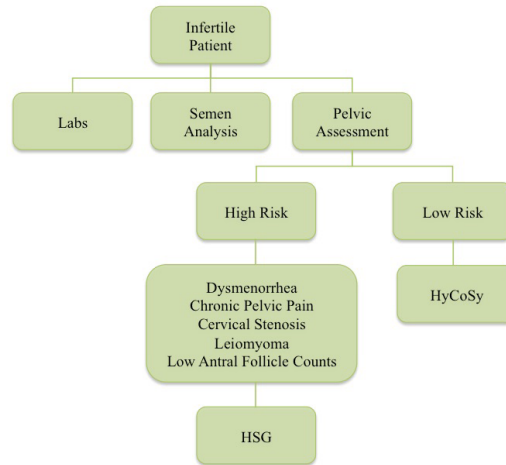 Infertile
Patient
Labs
Semen
Analysis
Pelvic
Assessment
High Risk
Low Risk
Dysmenorrhea
Chronic Pelvic Pain
Cervical Stenosis
Leiomyoma
Low Antral Follicle Counts
HyCoSy
HSG